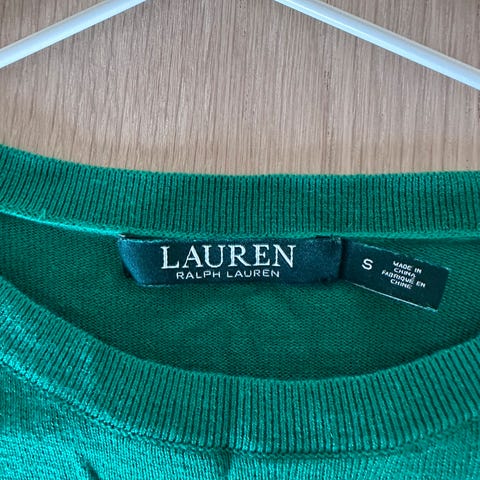 LAUREN
RALPH LAUREN
S
MADE IN
CHINA
FABRIQUÉ EN
CHINE